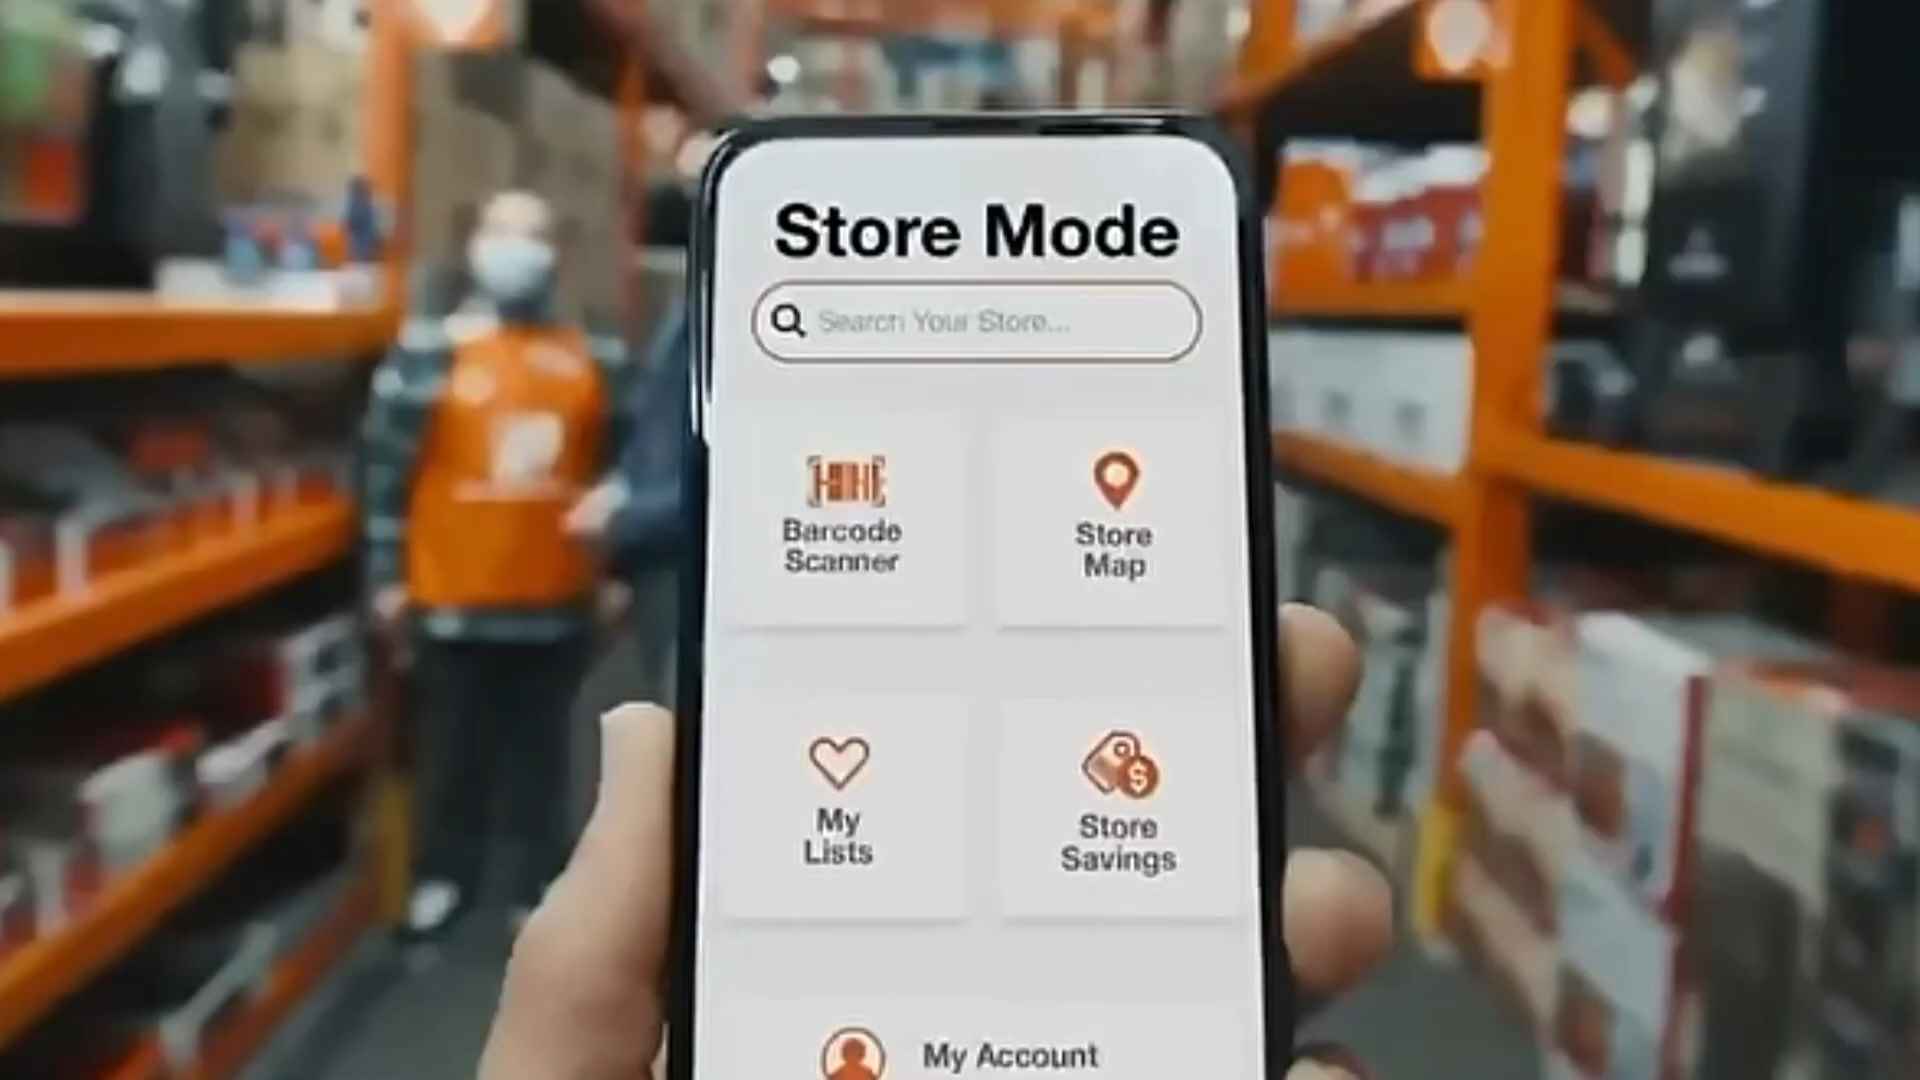 Store Mode
Search Your Store...
Barcode
Scanner
Store
Map
My
Lists
Store
Savings
My Account